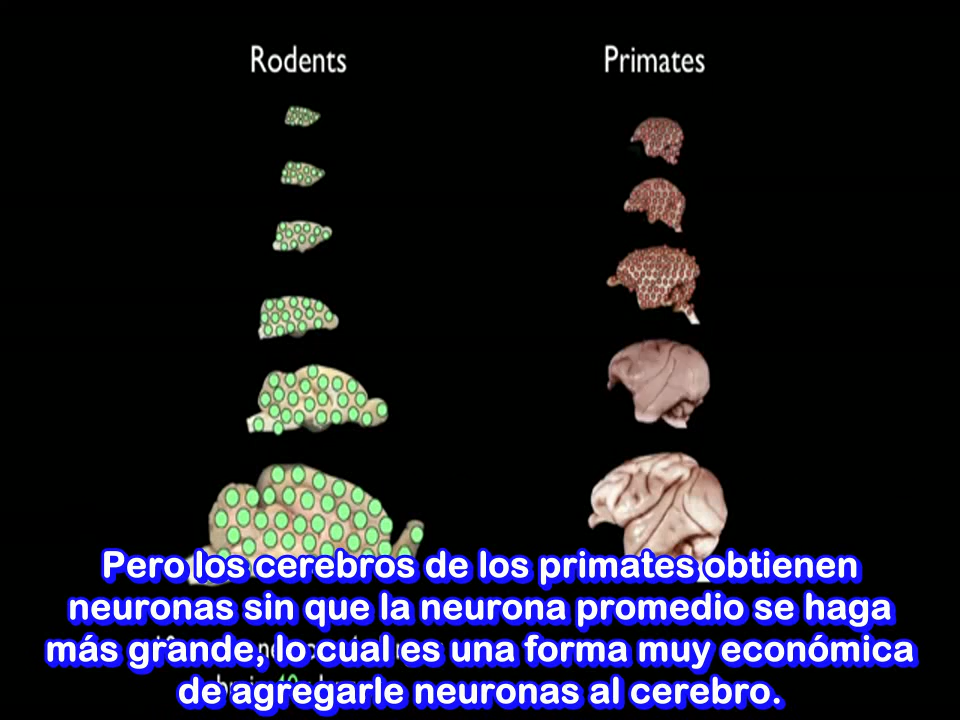 Rodents
Primates
Pero los cerebros de los primates obtienen
neuronas sin que la neurona promedio se haga
más grande, lo cual es una forma muy económica
de agregarle neuronas al cerebro.